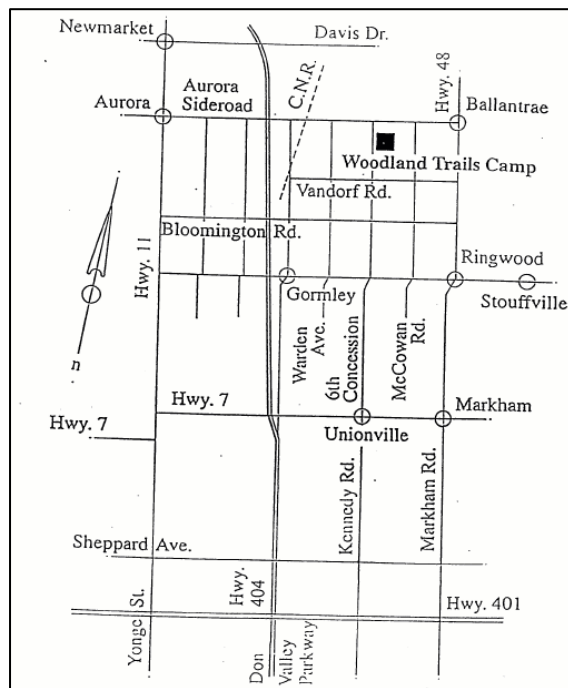 Newmarket
Davis Dr.
Hwy. 48
C.N.R.
Aurora
Aurora
Sideroad
Ballantrae
Woodland Trails Camp
Vandorf Rd.
Bloomington Rd.
Hwy. 11
Ringwood
Gormley
Stouffville
n
Warden
Ave.
6th
Concession
McCowan
Rd.
Hwy. 7
Hwy. 7
Markham
Unionville
Kennedy Rd.
Markham Rd.
Sheppard Ave.
Hwy.
404
Hwy. 401
Yonge St.
Don
Valley
Parkway